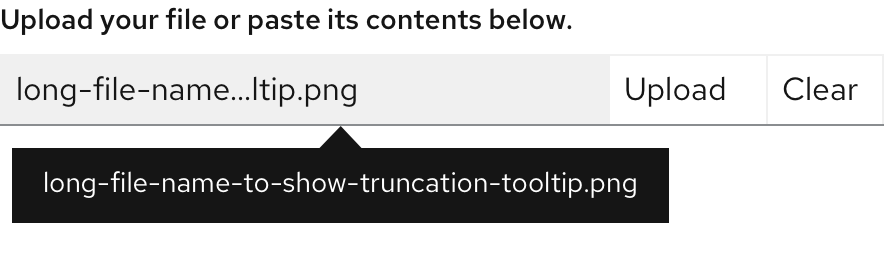 Upload your file or paste its contents below.
long-file-name...ltip.png Upload Clear
long-file-name-to-show-truncation-tooltip.png